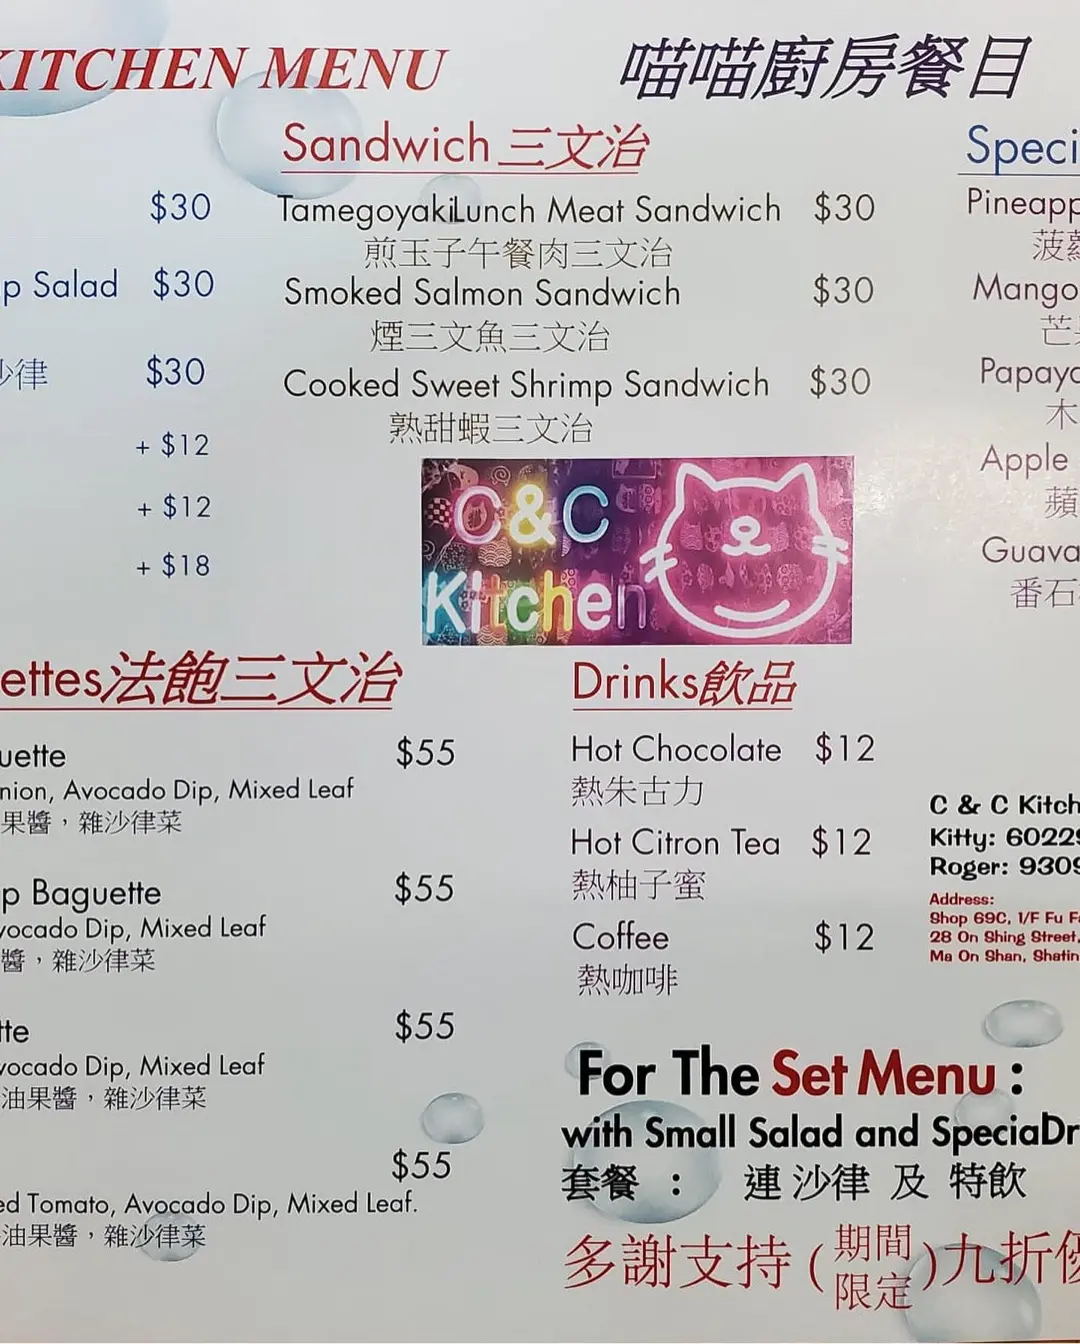 KITCHEN MENU 喵喵廚房餐目
$30
p Salad $30
沙律 $30
+ $12
+ $12
+ $18
Sandwich 三文治
TamegoyakiLunch Meat Sandwich $30
煎玉子午餐肉三文治
Smoked Salmon Sandwich $30
煙三文魚三文治
Cooked Sweet Shrimp Sandwich $30
熟甜蝦三文治
Speci
Pineapp
菠蘿
Mango
芒
Papaya
木
Apple
蘋
Guava
番石
C&C
Kitchen
ettes法飽三文治
uette $55
nion, Avocado Dip, Mixed Leaf
果醬，雜沙律菜
p Baguette $55
vocado Dip, Mixed Leaf
醬，雜沙律菜
tte $55
vocado Dip, Mixed Leaf
油果醬，雜沙律菜
$55
ed Tomato, Avocado Dip, Mixed Leaf.
油果醬，雜沙律菜
Drinks飲品
Hot Chocolate $12
熱朱古力
Hot Citron Tea $12
熱柚子蜜
Coffee $12
熱咖啡
C & C Kitch
Kitty: 6022
Roger: 930
Address:
Shop 69C, 1/F Fu F
28 On Shing Street,
Ma On Shan, Shatin
For The Set Menu :
with Small Salad and SpeciaDr
套餐 ： 連 沙律 及 特飲
多謝支持 (期間限定)九折優